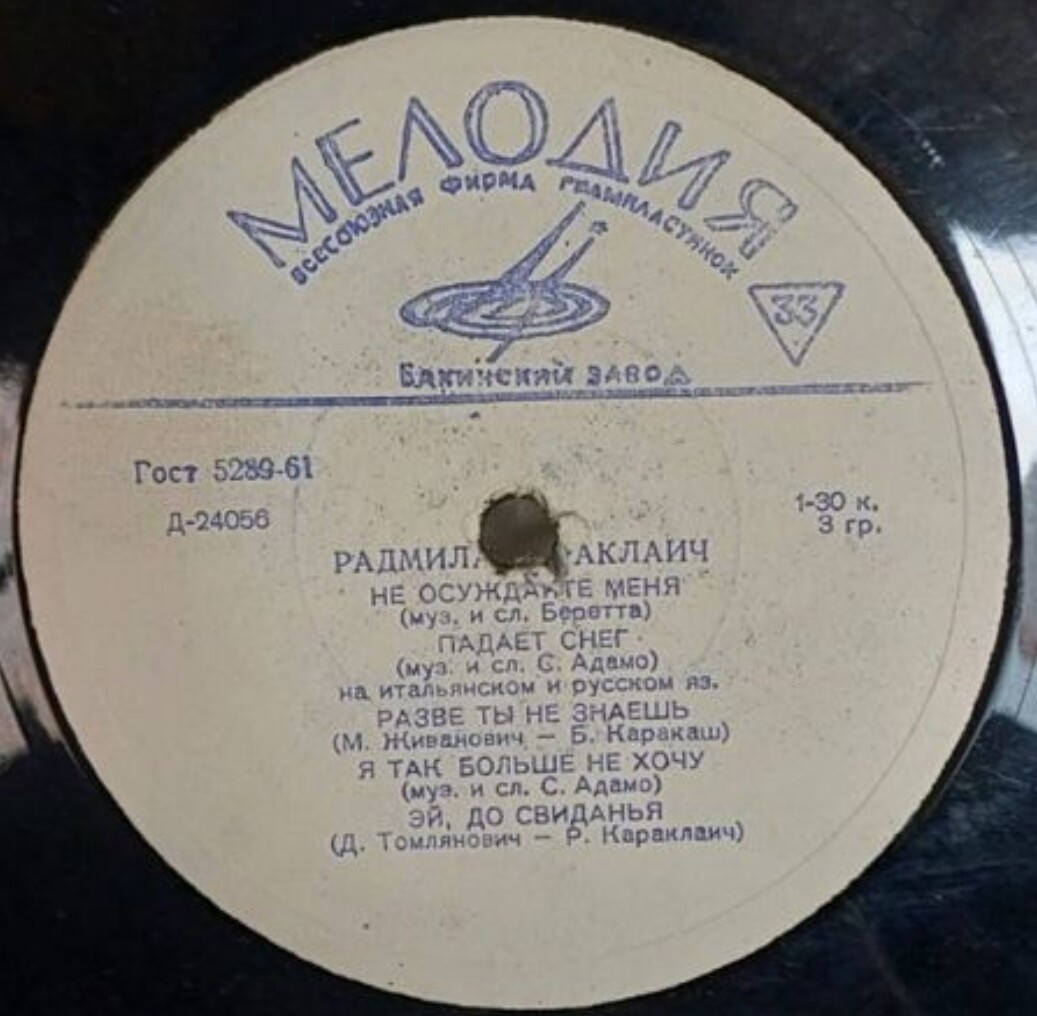 МЕЛОДИЯ
ВСЕСОЮЗНАЯ ФИРМА ГРАМПЛАСТИНОК
33
БАКИНСКИЙ ЗАВОД
Гост 5289-61
Д-24056
1-30 к.
3 гр.
РАДМИЛА РАКЛАИЧ
НЕ ОСУЖДАЙТЕ МЕНЯ
(муз. и сл. Беретта)
ПАДАЕТ СНЕГ
(муз. и сл. С. Адамо)
на итальянском и русском яз.
РАЗВЕ ТЫ НЕ ЗНАЕШЬ
(М. Живанович — Б. Каракаш)
Я ТАК БОЛЬШЕ НЕ ХОЧУ
(муз. и сл. С. Адамо)
ЭЙ, ДО СВИДАНЬЯ
(Д. Томлянович — Р. Караклаич)